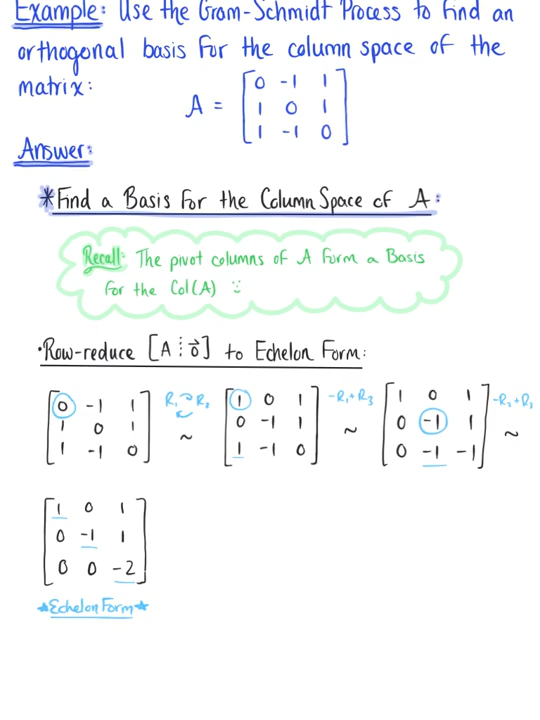 Example: Use the Gram-Schmidt Process to find an
orthogonal basis for the column space of the
matrix:
A = [0 -1 1
1 0 1
1 -1 0]
Answer:
*Find a Basis for the Column Space of A:
Recall: The pivot columns of A form a Basis
for the Col(A) :)
·Row-reduce [A ⋮ 0⃗] to Echelon Form:
[0 -1 1] R₁⇄R₂ [1 0 1] -R₁+R₃ [1 0 1] -R₂+R₃
[1 0 1] ~ [0 -1 1] ~ [0 -1 1] ~
[1 -1 0] [1 -1 0] [0 -1 -1]
[1 0 1
0 -1 1
0 0 -2]
★Echelon Form★